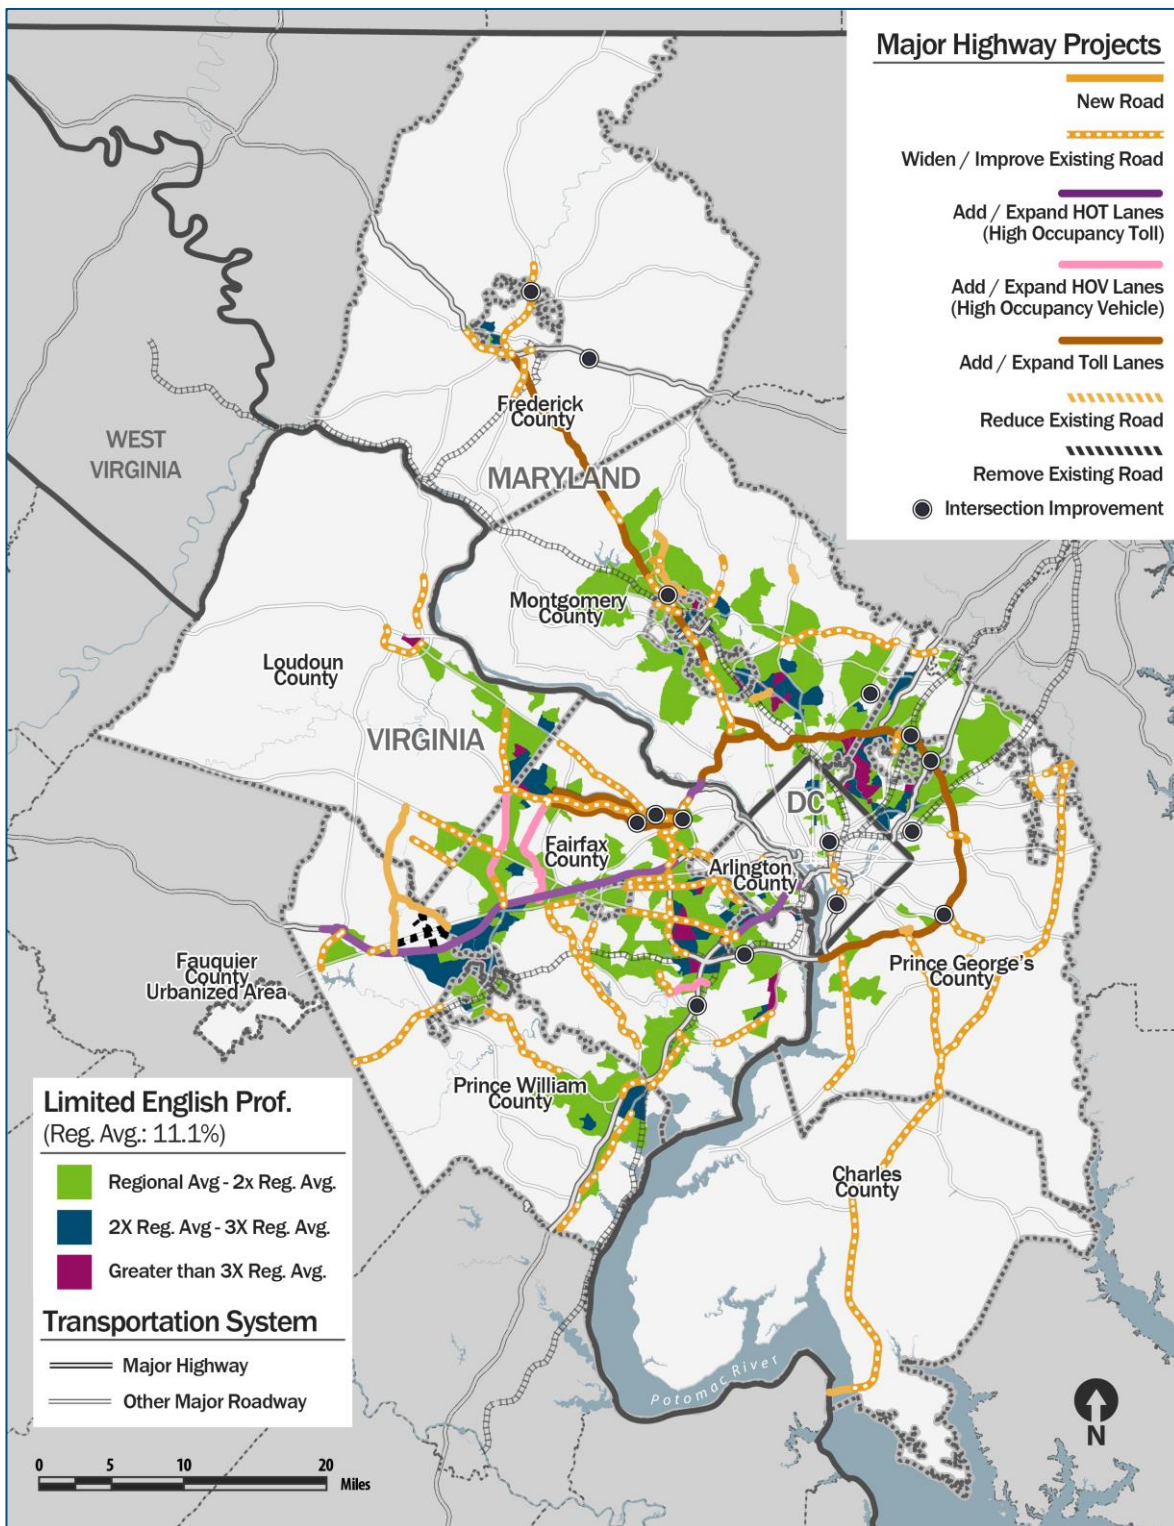 Major Highway Projects
New Road
Widen / Improve Existing Road
Add / Expand HOT Lanes
(High Occupancy Toll)
Add / Expand HOV Lanes
(High Occupancy Vehicle)
Add / Expand Toll Lanes
Reduce Existing Road
Remove Existing Road
Intersection Improvement
Frederick
County
WEST
VIRGINIA
MARYLAND
Montgomery
County
Loudoun
County
VIRGINIA
DC
Fairfax
County
Arlington
County
Fauquier
County
Urbanized Area
Prince George's
County
Prince William
County
Charles
County
Potomac River
Limited English Prof.
(Reg. Avg.: 11.1%)
Regional Avg - 2x Reg. Avg.
2X Reg. Avg - 3X Reg. Avg.
Greater than 3X Reg. Avg.
Transportation System
Major Highway
Other Major Roadway
N
0 5 10 20
Miles